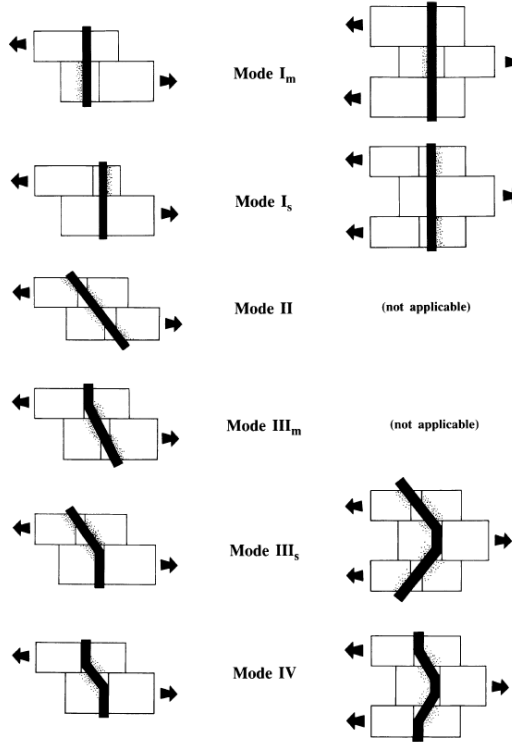 Mode Iₘ
Mode Iₛ
Mode II
(not applicable)
Mode IIIₘ
(not applicable)
Mode IIIₛ
Mode IV